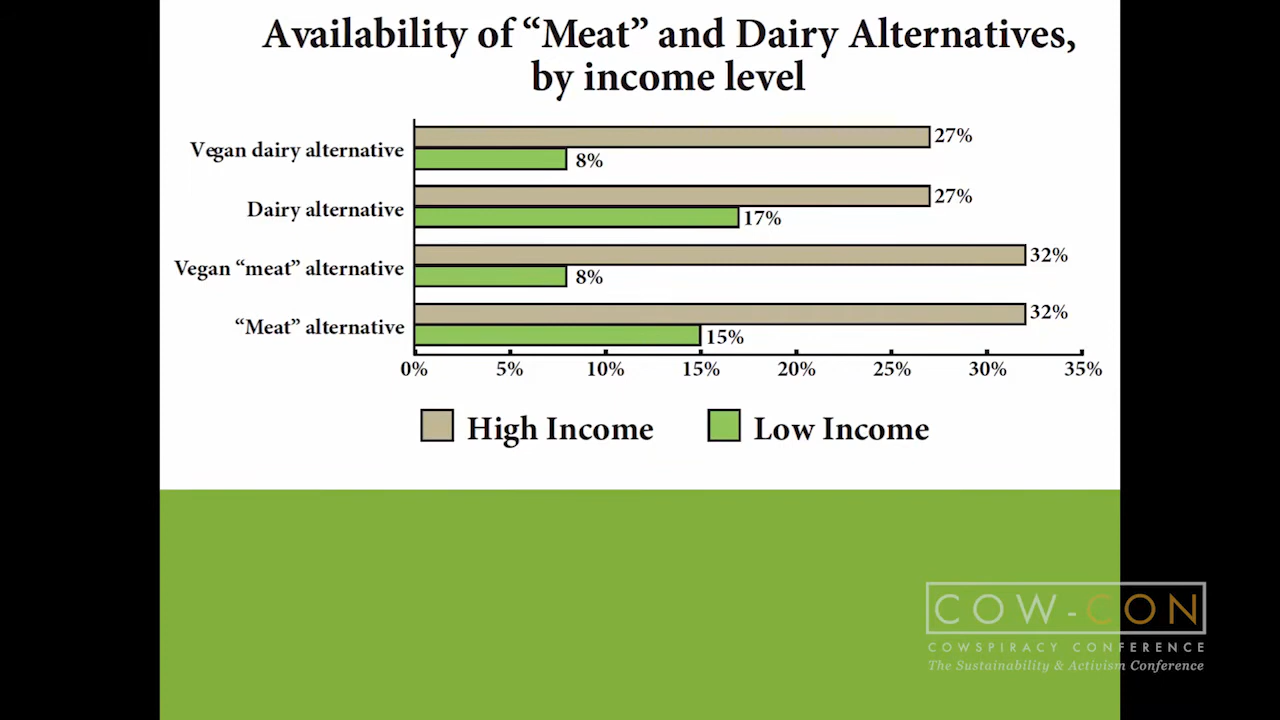 Availability of “Meat” and Dairy Alternatives,
by income level
Vegan dairy alternative
27%
8%
Dairy alternative
27%
17%
Vegan “meat” alternative
32%
8%
“Meat” alternative
32%
15%
0% 5% 10% 15% 20% 25% 30% 35%
High Income Low Income
COW-CON
COWSPIRACY CONFERENCE
The Sustainability & Activism Conference